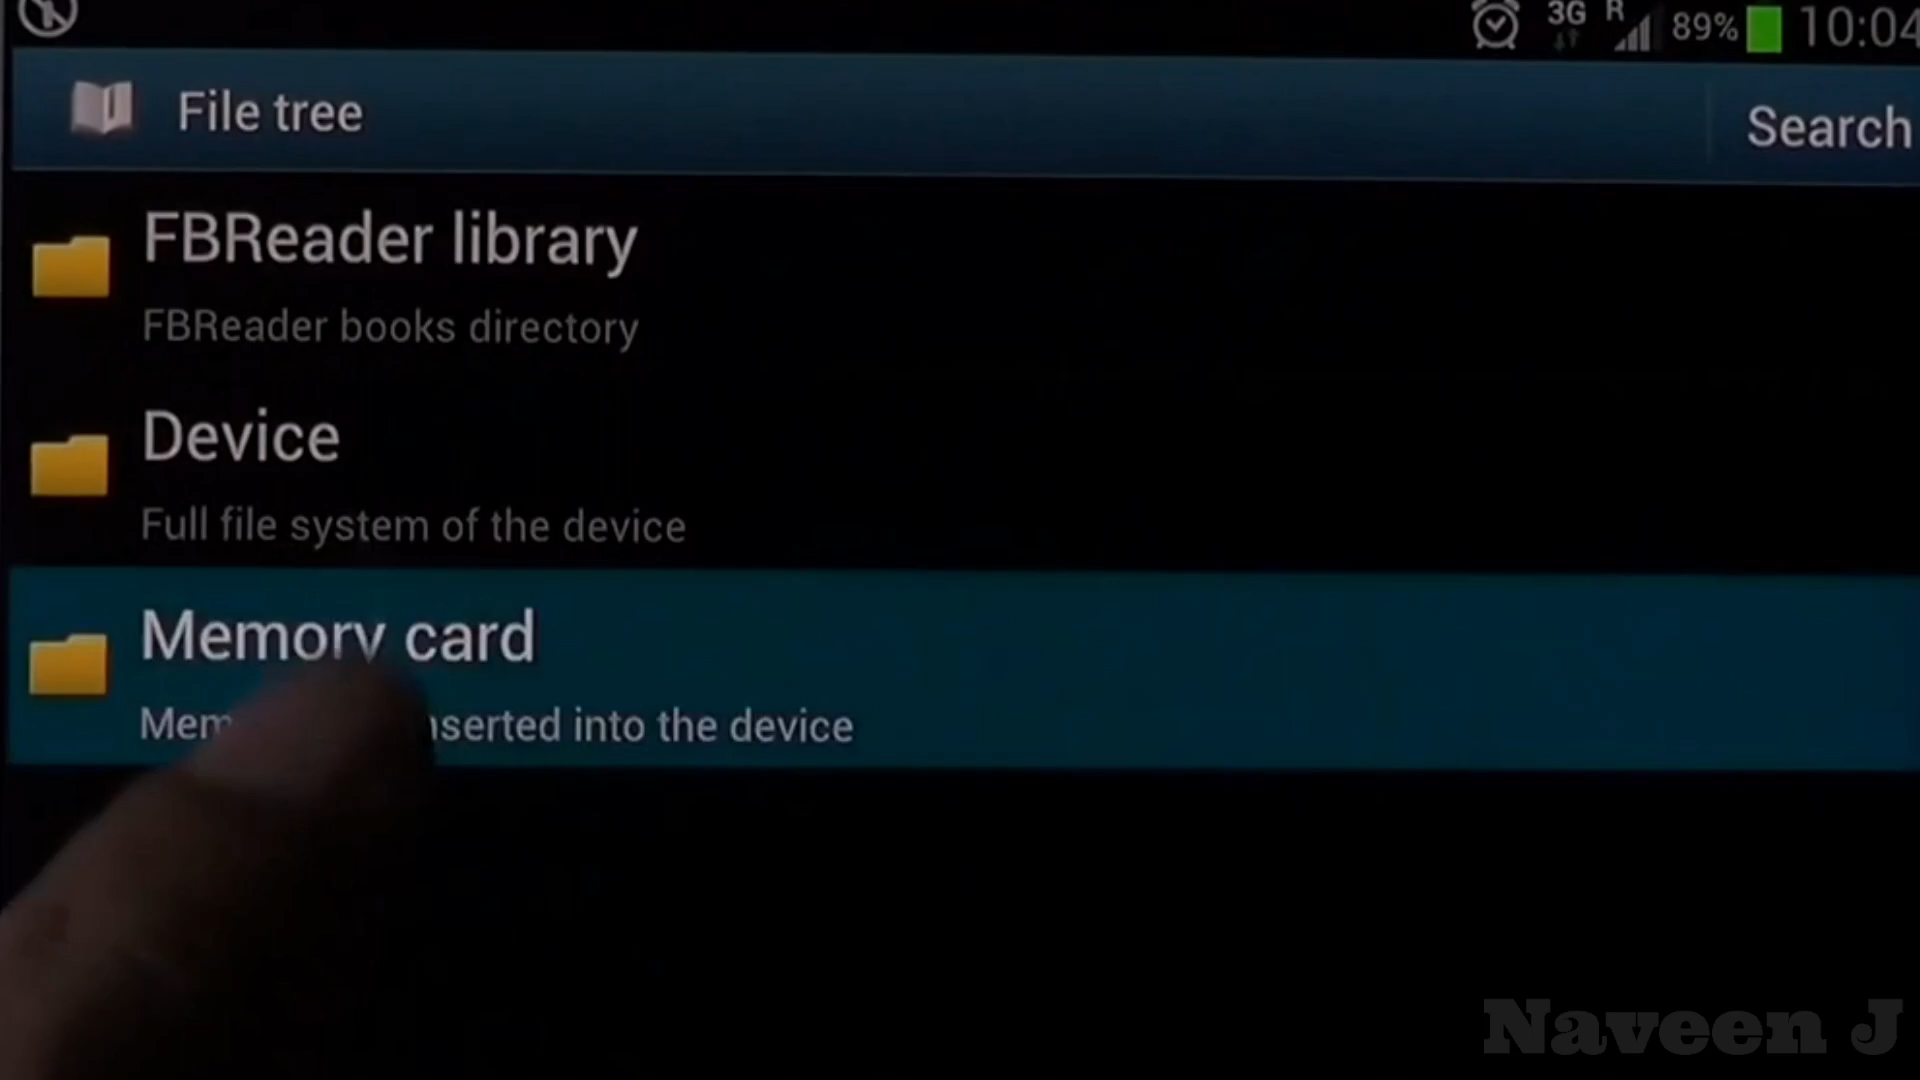 3G R 89% 10:04
File tree
Search
FBReader library
FBReader books directory
Device
Full file system of the device
Memory card
inserted into the device
Naveen J